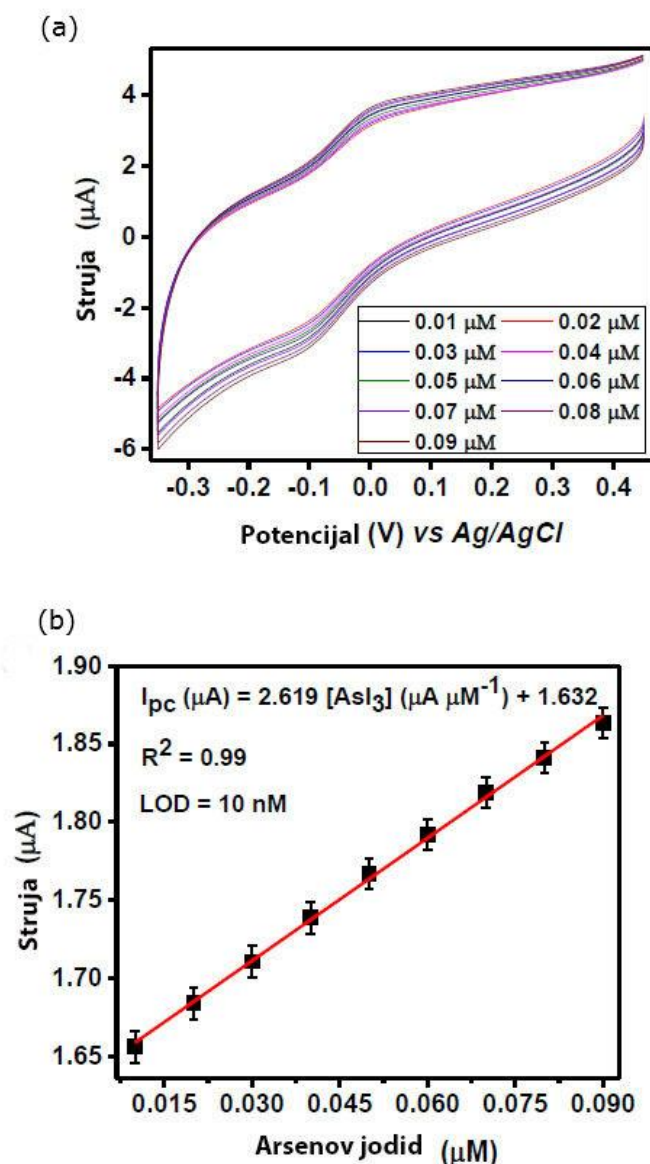 (a)
4
2
0
-2
-4
-6
Struja (μA)
0.01 μM 0.02 μM
0.03 μM 0.04 μM
0.05 μM 0.06 μM
0.07 μM 0.08 μM
0.09 μM
-0.3 -0.2 -0.1 0.0 0.1 0.2 0.3 0.4
Potencijal (V) vs Ag/AgCl
(b)
1.90
1.85
1.80
1.75
1.70
1.65
Struja (μA)
Ipc (μA) = 2.619 [AsI3] (μA μM-1) + 1.632
R2 = 0.99
LOD = 10 nM
0.015 0.030 0.045 0.060 0.075 0.090
Arsenov jodid (μM)